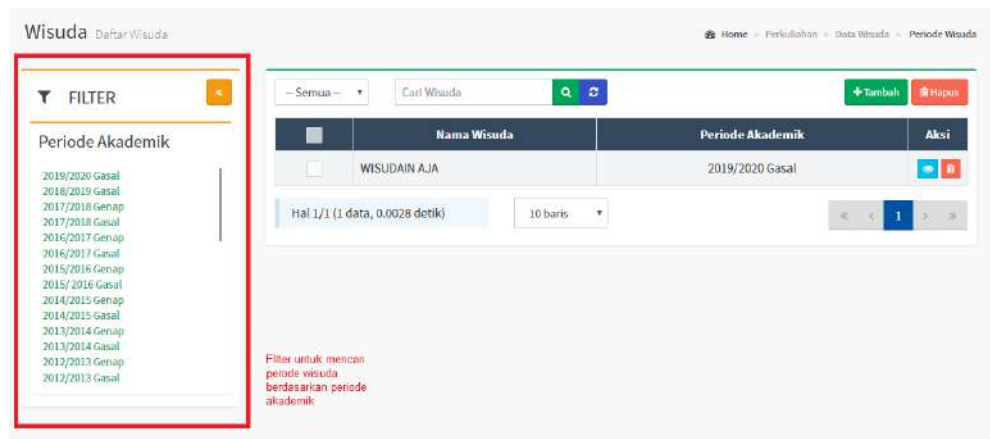 Wisuda Daftar Wisuda
Home > Perkuliahan > Data Wisuda > Periode Wisuda
FILTER
Periode Akademik
2019/2020 Gasal
2018/2019 Gasal
2017/2018 Genap
2017/2018 Gasal
2016/2017 Genap
2016/2017 Gasal
2015/2016 Genap
2015/ 2016 Gasal
2014/2015 Genap
2014/2015 Gasal
2013/2014 Genap
2013/2014 Gasal
2012/2013 Genap
2012/2013 Gasal
-- Semua -- Cari Wisuda
+ Tambah Hapus
Nama Wisuda Periode Akademik Aksi
WISUDAIN AJA 2019/2020 Gasal
Hal 1/1 (1 data, 0.0028 detik) 10 baris « < 1 > »
Filter untuk mencari
perode wisuda
berdasarkan periode
akademik